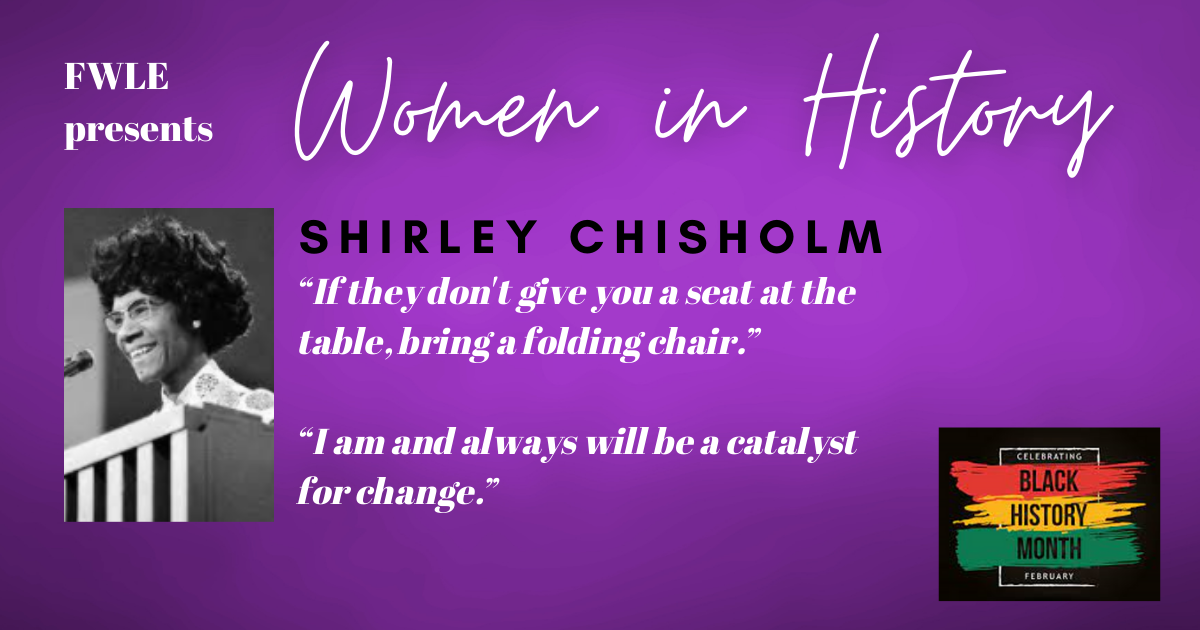 FWLE
presents
Women in History
SHIRLEY CHISHOLM
“If they don't give you a seat at the
table, bring a folding chair.”
“I am and always will be a catalyst
for change.”
CELEBRATING
BLACK
HISTORY
MONTH
FEBRUARY